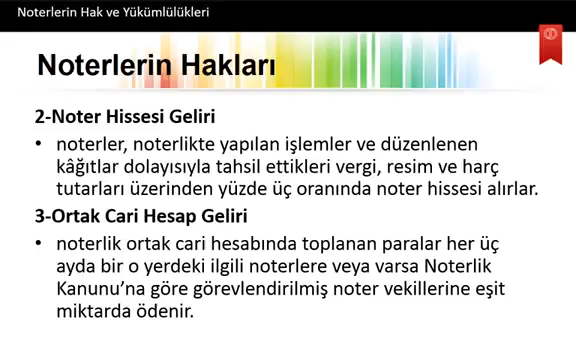 Noterlerin Hak ve Yükümlülükleri
Noterlerin Hakları
2-Noter Hissesi Geliri
• noterler, noterlikte yapılan işlemler ve düzenlenen
kâğıtlar dolayısıyla tahsil ettikleri vergi, resim ve harç
tutarları üzerinden yüzde üç oranında noter hissesi alırlar.
3-Ortak Cari Hesap Geliri
• noterlik ortak cari hesabında toplanan paralar her üç
ayda bir o yerdeki ilgili noterlere veya varsa Noterlik
Kanunu’na göre görevlendirilmiş noter vekillerine eşit
miktarda ödenir.